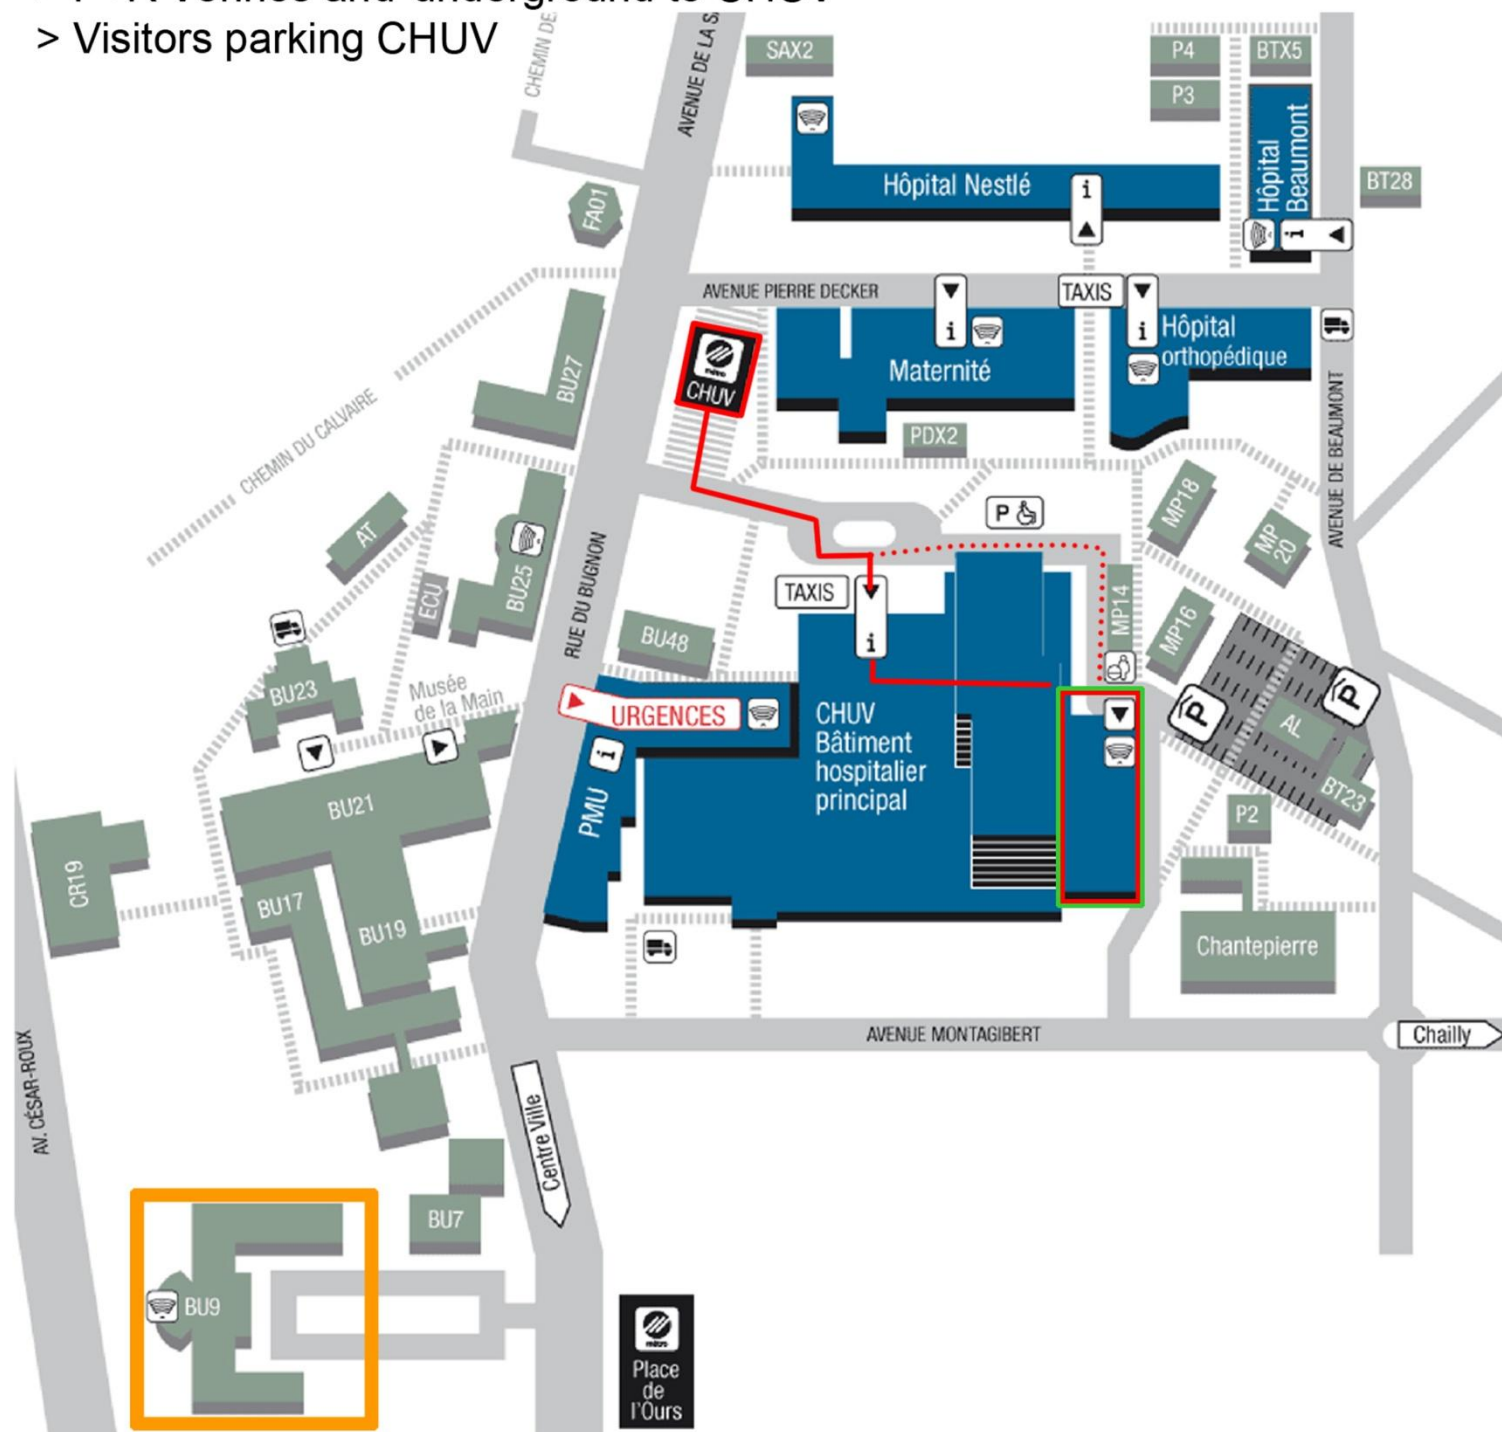 > Visitors parking CHUV
CHEMIN DE
AVENUE DE LA
SAX2
P4
BTX5
P3
Hôpital
Beaumont
Hôpital Nestlé
i
BT28
FA01
i
AVENUE PIERRE DECKER
TAXIS
i
i
Hôpital
orthopédique
métro
CHUV
Maternité
BU27
CHEMIN DU CALVAIRE
PDX2
AVENUE DE BEAUMONT
MP18
P
MP
20
AT
BU25
ECU
RUE DU BUGNON
TAXIS
i
BU48
MP14
MP16
BU23
Musée
de la Main
URGENCES
P
P
AL
CHUV
Bâtiment
hospitalier
principal
i
PMU
BU21
BT23
P2
CR19
BU17
BU19
Chantepierre
AVENUE MONTAGIBERT
Chailly
AV. CÉSAR-ROUX
Centre Ville
BU7
BU9
métro
Place
de
l'Ours